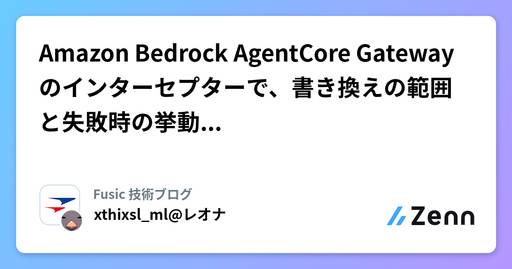 Amazon Bedrock AgentCore Gateway
のインターセプターで、書き換えの範囲
と失敗時の挙動...
Fusic 技術ブログ
xthixsl_ml@レオナ
Zenn